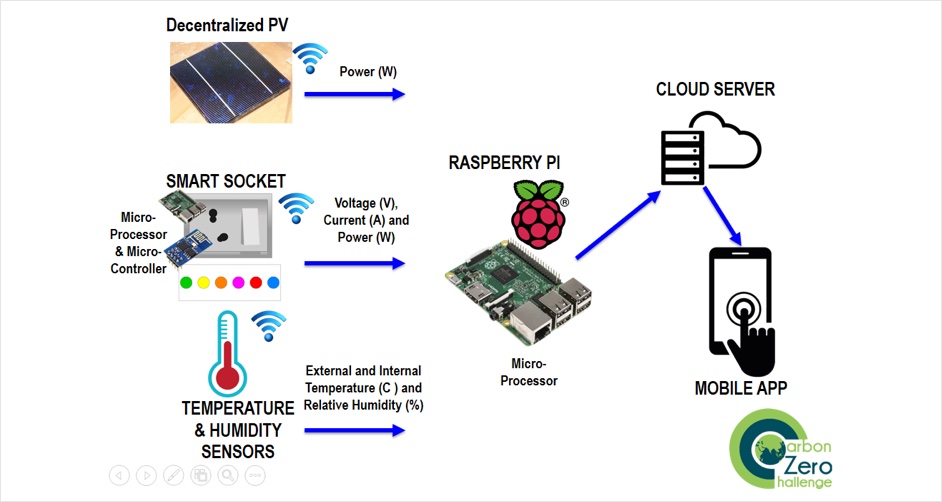 Decentralized PV
Power (W)
CLOUD SERVER
RASPBERRY PI
®
SMART SOCKET
Micro-
Processor
& Micro-
Controller
Voltage (V),
Current (A) and
Power (W)
External and Internal
Temperature (C ) and
Relative Humidity (%)
Micro-
Processor
TEMPERATURE
& HUMIDITY
SENSORS
MOBILE APP
Carbon
Zero
Challenge